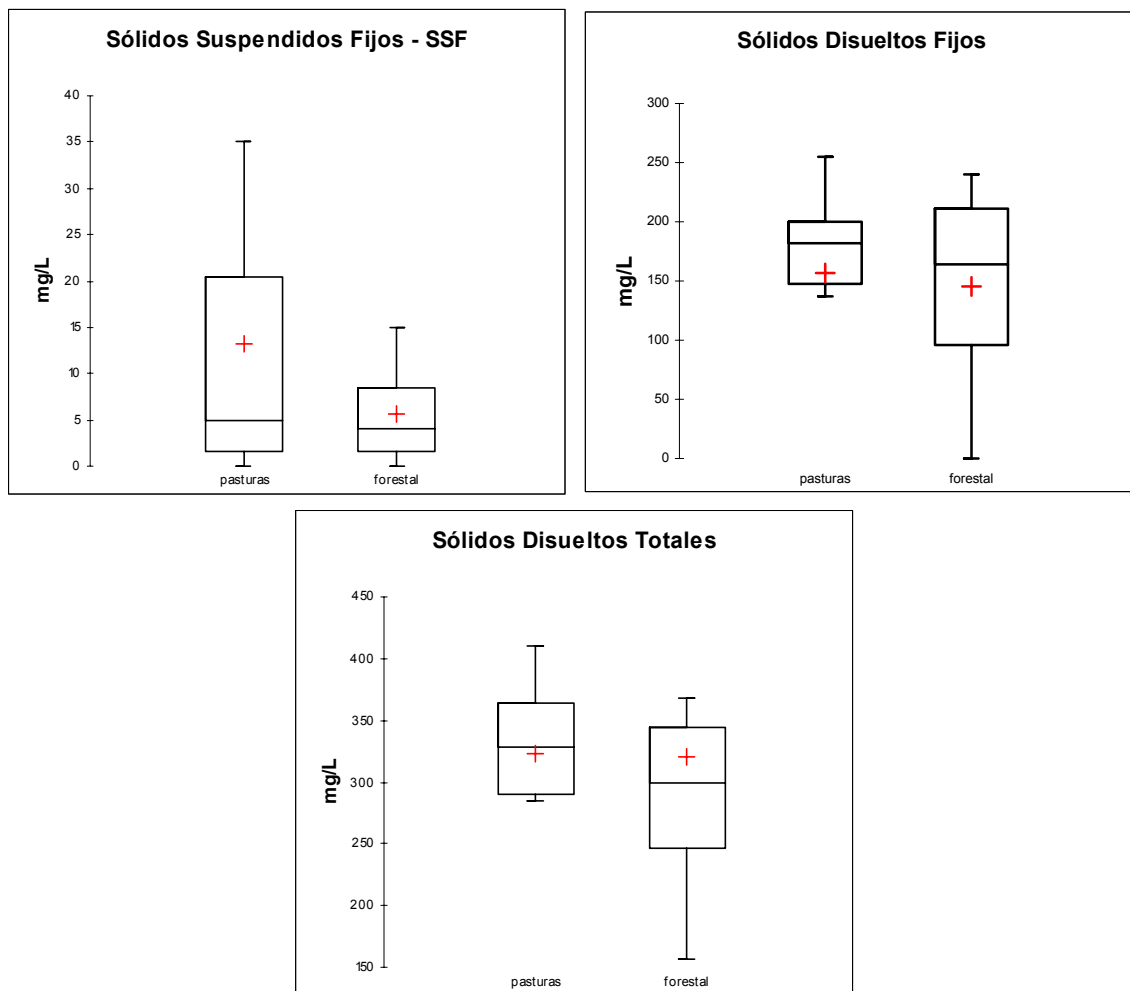 Sólidos Suspendidos Fijos - SSF
mg/L
40
35
30
25
20
15
10
5
0
pasturas forestal
Sólidos Disueltos Fijos
mg/L
300
250
200
150
100
50
0
pasturas forestal
Sólidos Disueltos Totales
mg/L
450
400
350
300
250
200
150
pasturas forestal